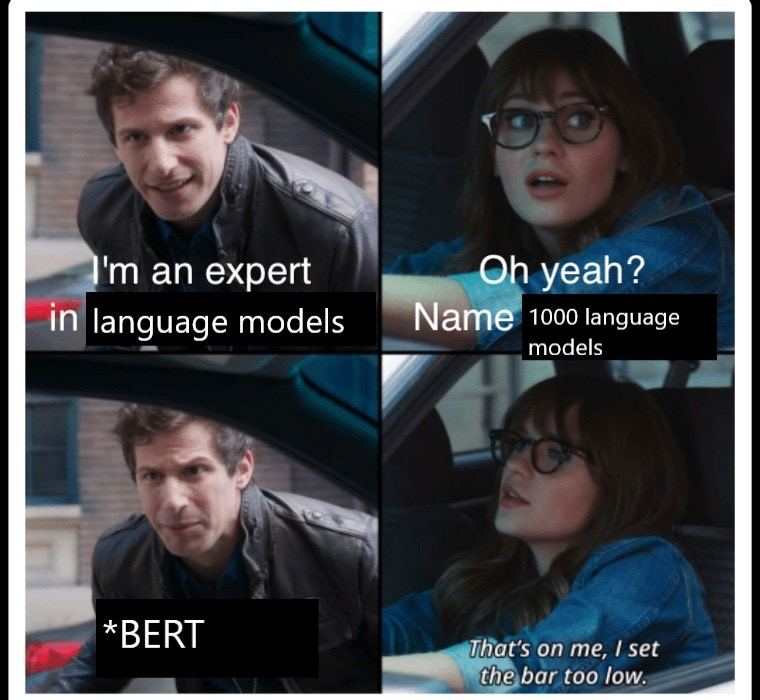 I'm an expert
in language models
Oh yeah?
Name 1000 language
models
*BERT
That's on me, I set
the bar too low.